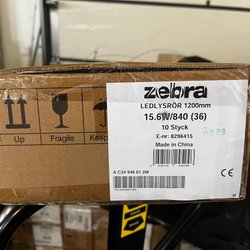 zebra
LEDLYSRÖR 1200mm
15.6W/840 (36)
10 Styck
E-nr: 8296415
Made in China
Up
Fragile
Keep
A C34 948 01 2M